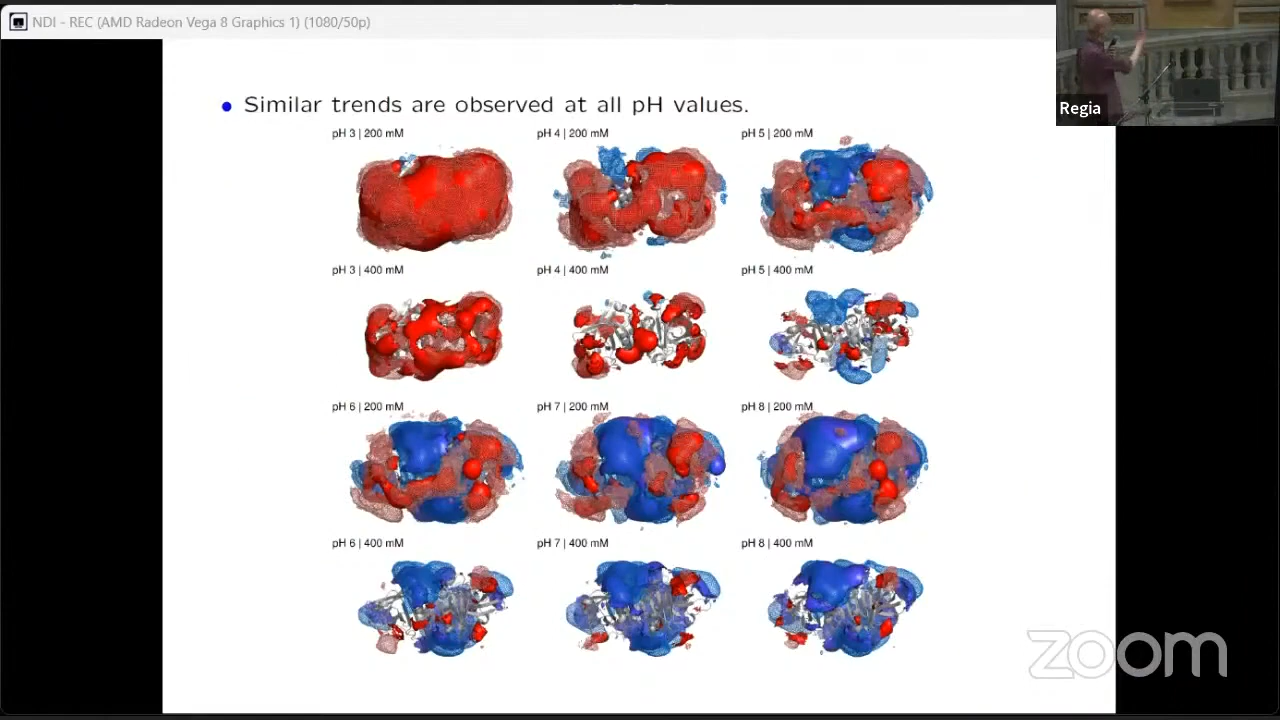 NDI - REC (AMD Radeon Vega 8 Graphics 1) (1080/50p)
Regia
Similar trends are observed at all pH values.
pH 3 | 200 mM
pH 4 | 200 mM
pH 5 | 200 mM
pH 3 | 400 mM
pH 4 | 400 mM
pH 5 | 400 mM
pH 6 | 200 mM
pH 7 | 200 mM
pH 8 | 200 mM
pH 6 | 400 mM
pH 7 | 400 mM
pH 8 | 400 mM
zoom